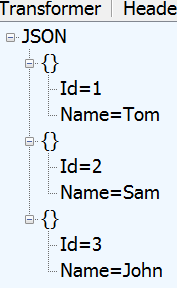 Transformer Heade
JSON
{}
Id=1
Name=Tom
{}
Id=2
Name=Sam
{}
Id=3
Name=John